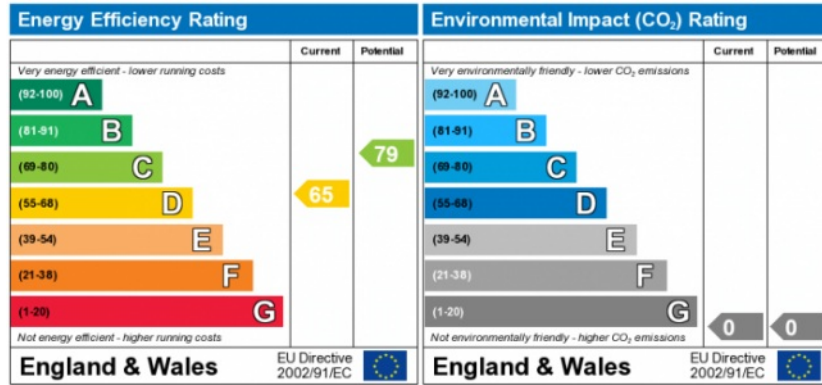 Energy Efficiency Rating
Current Potential
Very energy efficient - lower running costs
(92-100) A
(81-91) B
(69-80) C
(55-68) D
(39-54) E
(21-38) F
(1-20) G
79
65
Not energy efficient - higher running costs
England & Wales
EU Directive
2002/91/EC
Environmental Impact (CO₂) Rating
Current Potential
Very environmentally friendly - lower CO₂ emissions
(92-100) A
(81-91) B
(69-80) C
(55-68) D
(39-54) E
(21-38) F
(1-20) G
0 0
Not environmentally friendly - higher CO₂ emissions
England & Wales
EU Directive
2002/91/EC